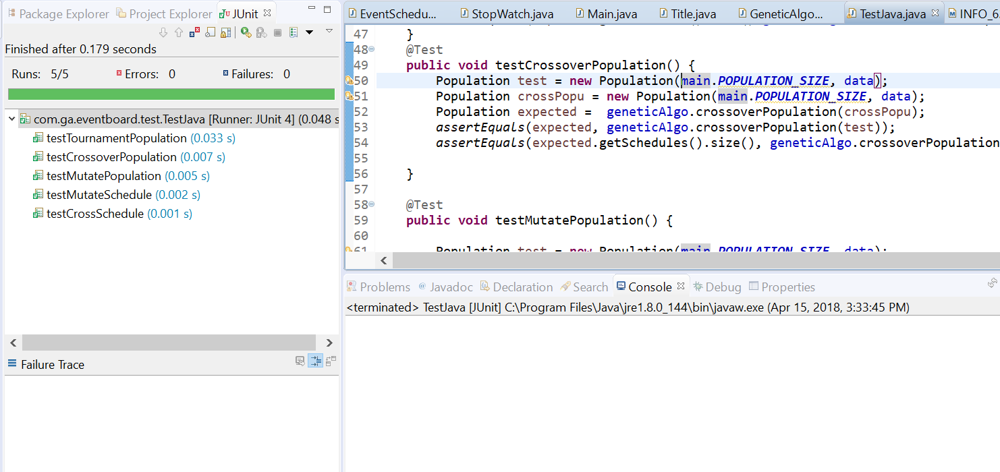 Package Explorer Project Explorer JUnit
Finished after 0.179 seconds
Runs: 5/5 Errors: 0 Failures: 0
com.ga.eventboard.test.TestJava [Runner: JUnit 4] (0.048 s
testTournamentPopulation (0.033 s)
testCrossoverPopulation (0.007 s)
testMutatePopulation (0.005 s)
testMutateSchedule (0.002 s)
testCrossSchedule (0.001 s)
Failure Trace
EventSchedu... StopWatch.java Main.java Title.java GeneticAlgo... TestJava.java INFO_6
47 }
48 @Test
49 public void testCrossoverPopulation() {
50 Population test = new Population(main.POPULATION_SIZE, data);
51 Population crossPopu = new Population(main.POPULATION_SIZE, data);
52 Population expected = geneticAlgo.crossoverPopulation(crossPopu);
53 assertEquals(expected, geneticAlgo.crossoverPopulation(test));
54 assertEquals(expected.getSchedules().size(), geneticAlgo.crossoverPopulation
55
56 }
57
58 @Test
59 public void testMutatePopulation() {
60
61 Population test = new Population(main.POPULATION_SIZE, data);
Problems Javadoc Declaration Search Console Debug Properties
<terminated> TestJava [JUnit] C:\Program Files\Java\jre1.8.0_144\bin\javaw.exe (Apr 15, 2018, 3:33:45 PM)